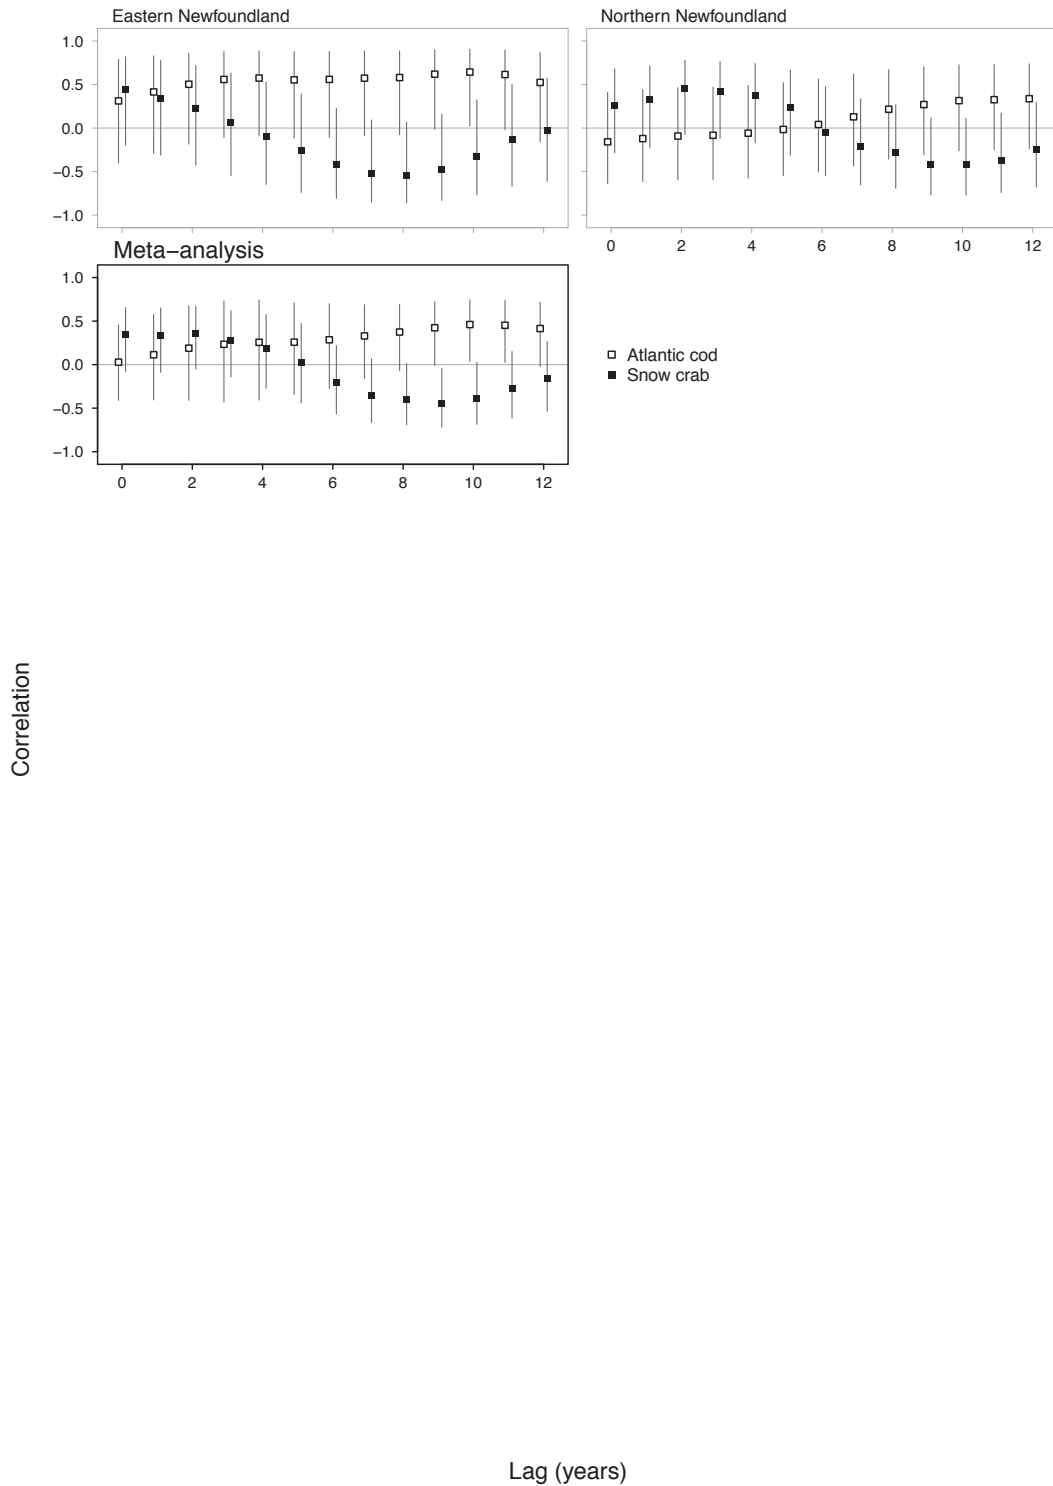 Eastern Newfoundland
Northern Newfoundland
1.0
0.5
0.0
−0.5
−1.0
0 2 4 6 8 10 12
Meta−analysis
1.0
0.5
0.0
−0.5
−1.0
0 2 4 6 8 10 12
Atlantic cod
Snow crab
Correlation
Lag (years)